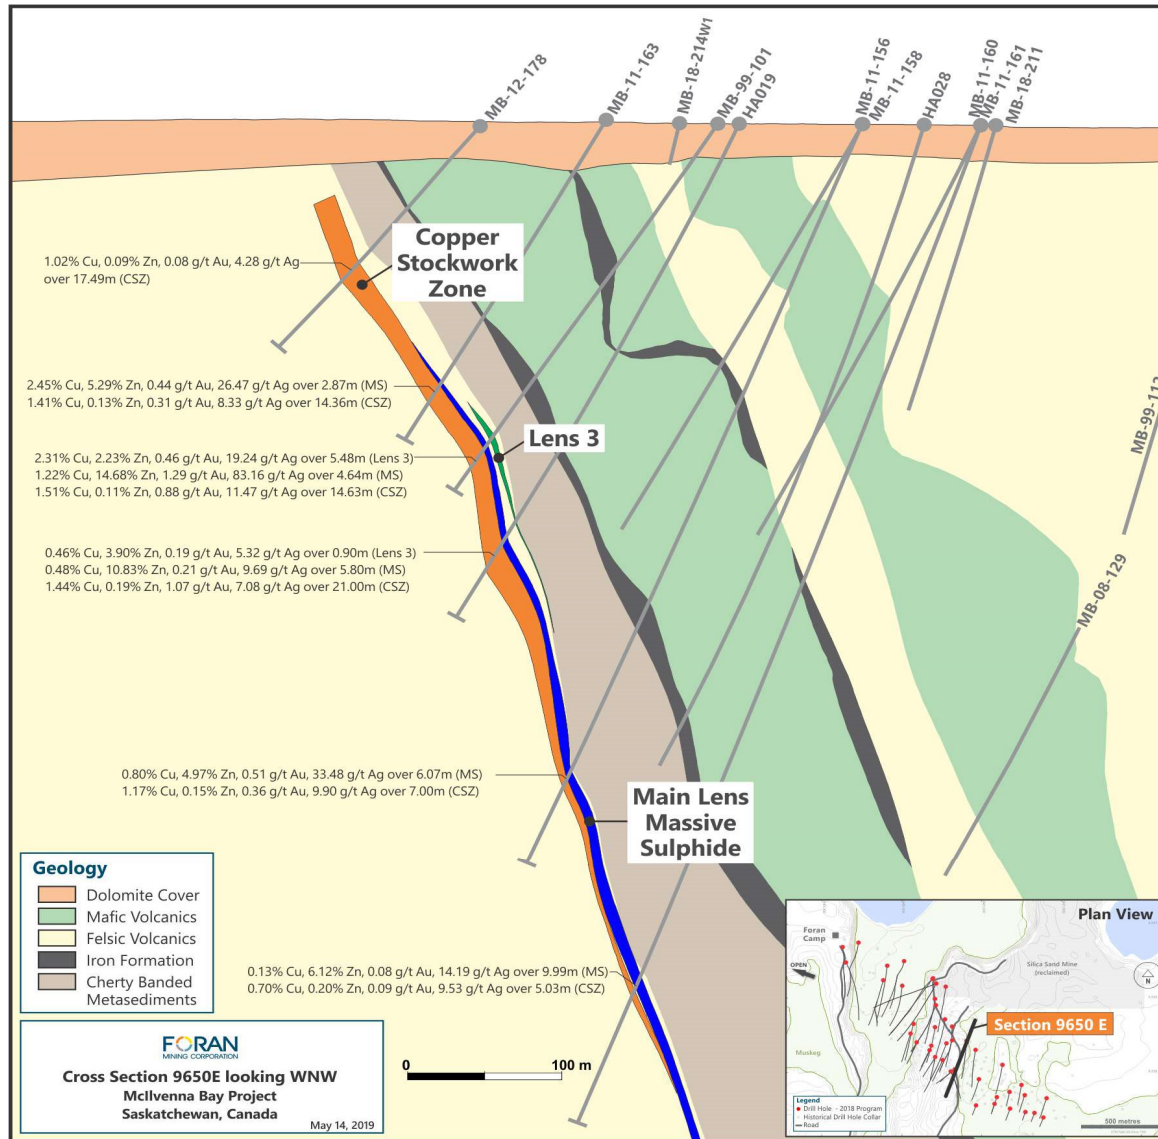 MB-12-178
MB-11-163
MB-18-214W1
MB-99-101
HA019
MB-11-156
MB-11-158
HA028
MB-11-160
MB-11-161
MB-18-211
Copper
Stockwork
Zone
1.02% Cu, 0.09% Zn, 0.08 g/t Au, 4.28 g/t Ag
over 17.49m (CSZ)
2.45% Cu, 5.29% Zn, 0.44 g/t Au, 26.47 g/t Ag over 2.87m (MS)
1.41% Cu, 0.13% Zn, 0.31 g/t Au, 8.33 g/t Ag over 14.36m (CSZ)
MB-99-112
Lens 3
2.31% Cu, 2.23% Zn, 0.46 g/t Au, 19.24 g/t Ag over 5.48m (Lens 3)
1.22% Cu, 14.68% Zn, 1.29 g/t Au, 83.16 g/t Ag over 4.64m (MS)
1.51% Cu, 0.11% Zn, 0.88 g/t Au, 11.47 g/t Ag over 14.63m (CSZ)
0.46% Cu, 3.90% Zn, 0.19 g/t Au, 5.32 g/t Ag over 0.90m (Lens 3)
0.48% Cu, 10.83% Zn, 0.21 g/t Au, 9.69 g/t Ag over 5.80m (MS)
1.44% Cu, 0.19% Zn, 1.07 g/t Au, 7.08 g/t Ag over 21.00m (CSZ)
MB-08-129
0.80% Cu, 4.97% Zn, 0.51 g/t Au, 33.48 g/t Ag over 6.07m (MS)
1.17% Cu, 0.15% Zn, 0.36 g/t Au, 9.90 g/t Ag over 7.00m (CSZ)
Main Lens
Massive
Sulphide
Geology
Dolomite Cover
Mafic Volcanics
Felsic Volcanics
Iron Formation
Cherty Banded
Metasediments
0.13% Cu, 6.12% Zn, 0.08 g/t Au, 14.19 g/t Ag over 9.99m (MS)
0.70% Cu, 0.20% Zn, 0.09 g/t Au, 9.53 g/t Ag over 5.03m (CSZ)
FORAN
MINING CORPORATION
Cross Section 9650E looking WNW
McIlvenna Bay Project
Saskatchewan, Canada
May 14, 2019
0
100 m
Plan View
Foran
Camp
OPEN
Silica Sand Mine
(reclaimed)
N
Section 9650 E
Muskeg
Legend
Drill Hole - 2018 Program
Historical Drill Hole Collar
Road
500 metres